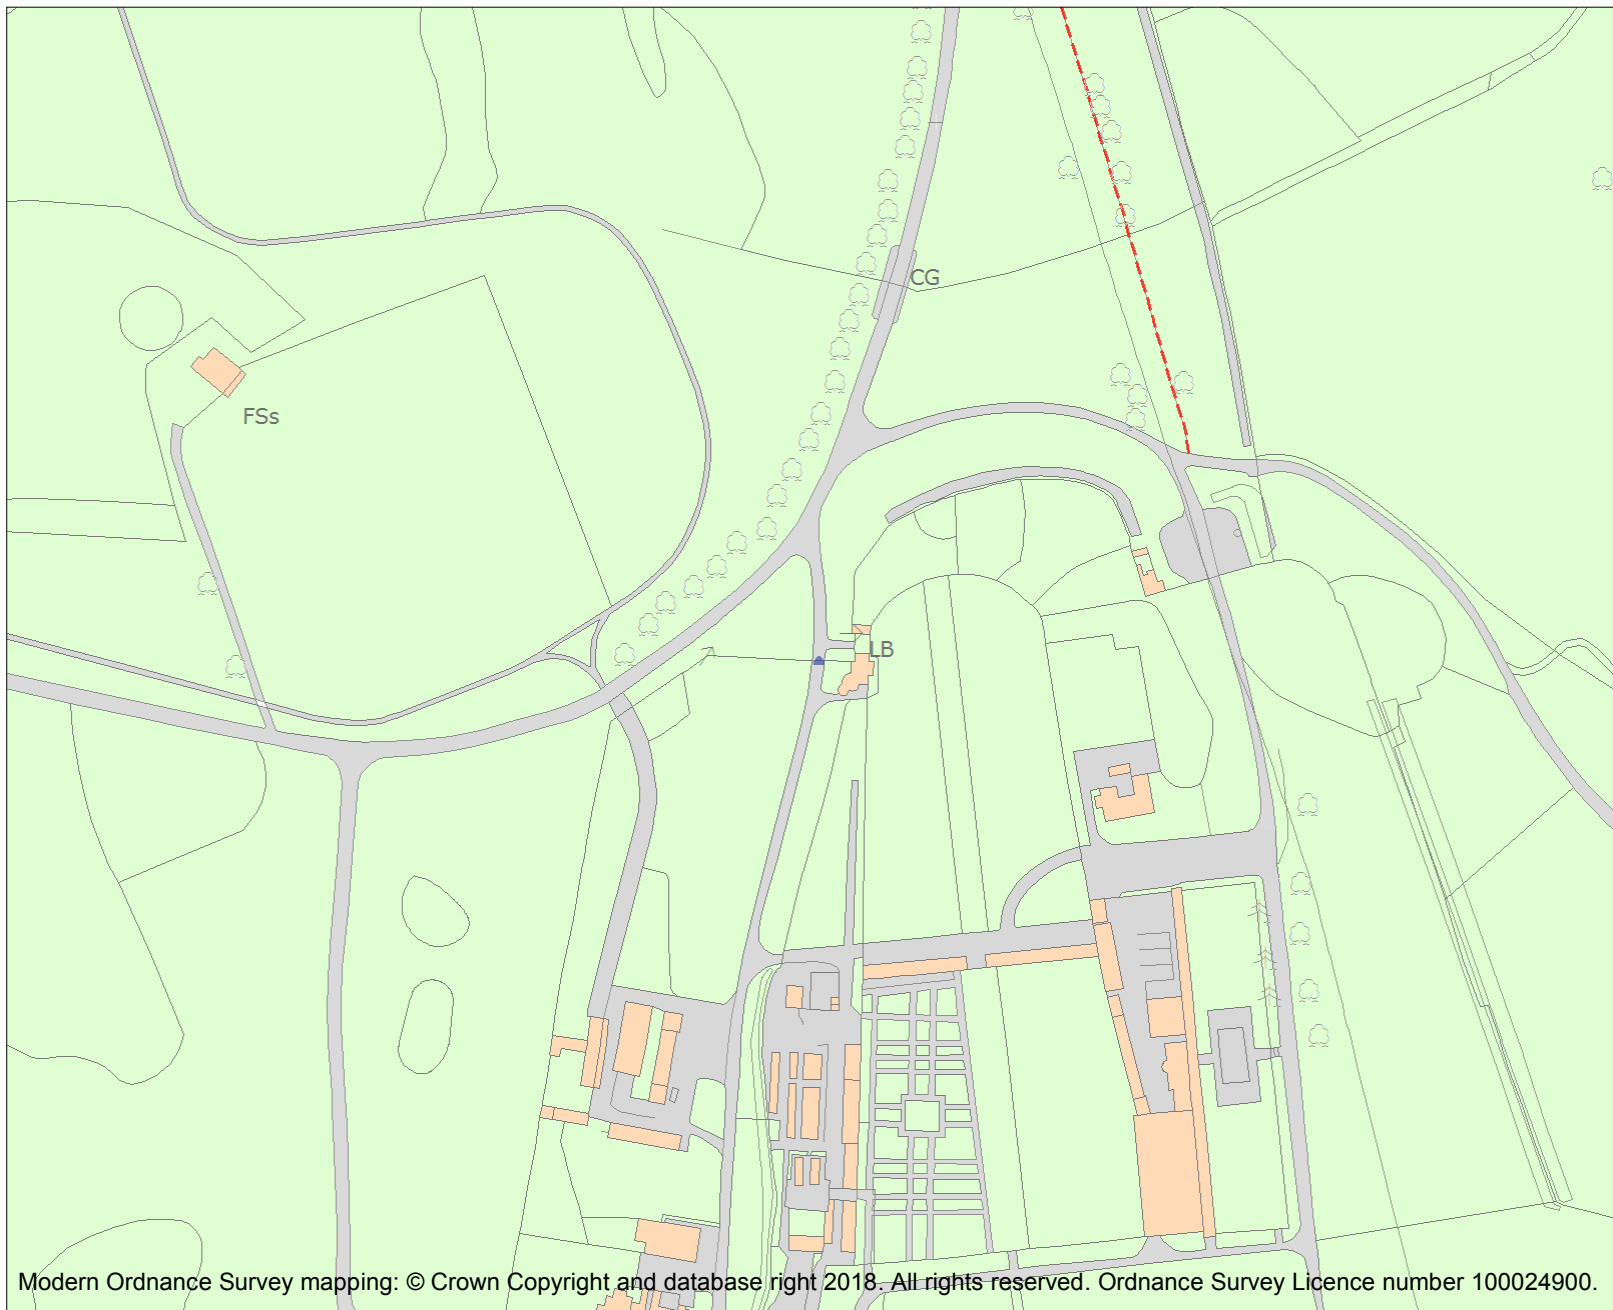 CG
FSs
LB
Modern Ordnance Survey mapping: © Crown Copyright and database right 2018. All rights reserved. Ordnance Survey Licence number 100024900.